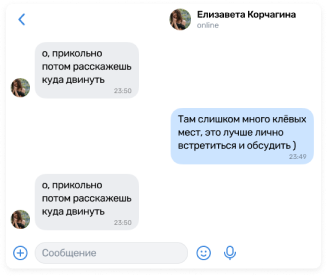 Елизавета Корчагина
online
о, прикольно
потом расскажешь
куда двинуть
23:50
Там слишком много клёвых
мест, это лучше лично
встретиться и обсудить )
23:49
о, прикольно
потом расскажешь
куда двинуть
23:50
Сообщение